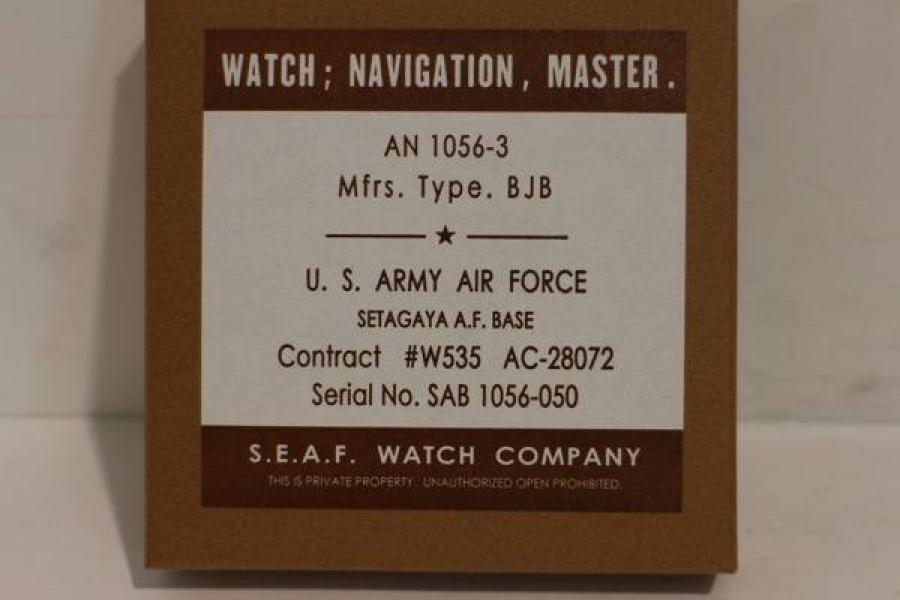 WATCH ; NAVIGATION , MASTER .
AN 1056-3
Mfrs. Type. BJB
U. S. ARMY AIR FORCE
SETAGAYA A.F. BASE
Contract #W535 AC-28072
Serial No. SAB 1056-050
S.E.A.F. WATCH COMPANY
THIS IS PRIVATE PROPERTY. UNAUTHORIZED OPEN PROHIBITED.